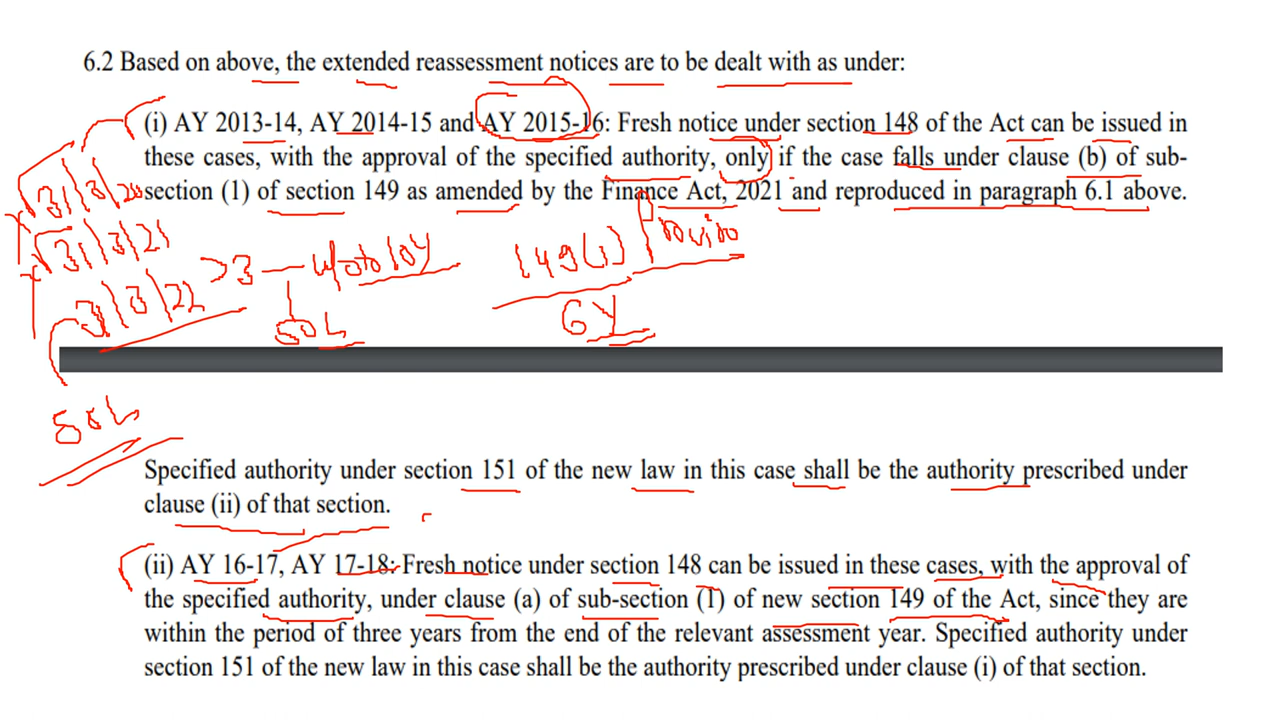 6.2 Based on above, the extended reassessment notices are to be dealt with as under:
(i) AY 2013-14, AY 2014-15 and AY 2015-16: Fresh notice under section 148 of the Act can be issued in
these cases, with the approval of the specified authority, only if the case falls under clause (b) of sub-
section (1) of section 149 as amended by the Finance Act, 2021 and reproduced in paragraph 6.1 above.
31/3/20
31/3/21
31/3/22 >3
50L
149(1) Proviso
6Y
50L
Specified authority under section 151 of the new law in this case shall be the authority prescribed under
clause (ii) of that section.
(ii) AY 16-17, AY 17-18: Fresh notice under section 148 can be issued in these cases, with the approval of
the specified authority, under clause (a) of sub-section (1) of new section 149 of the Act, since they are
within the period of three years from the end of the relevant assessment year. Specified authority under
section 151 of the new law in this case shall be the authority prescribed under clause (i) of that section.